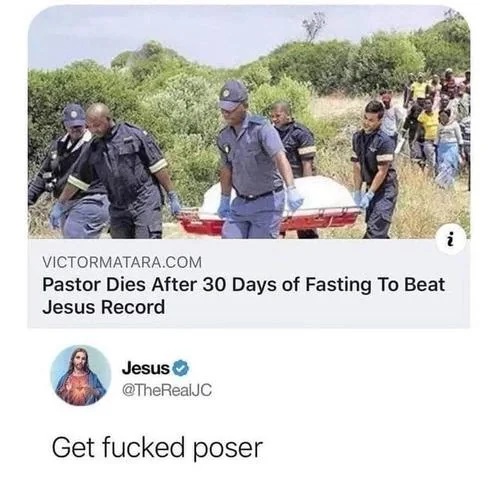 i
VICTORMATARA.COM
Pastor Dies After 30 Days of Fasting To Beat
Jesus Record
Jesus
@TheRealJC
Get fucked poser